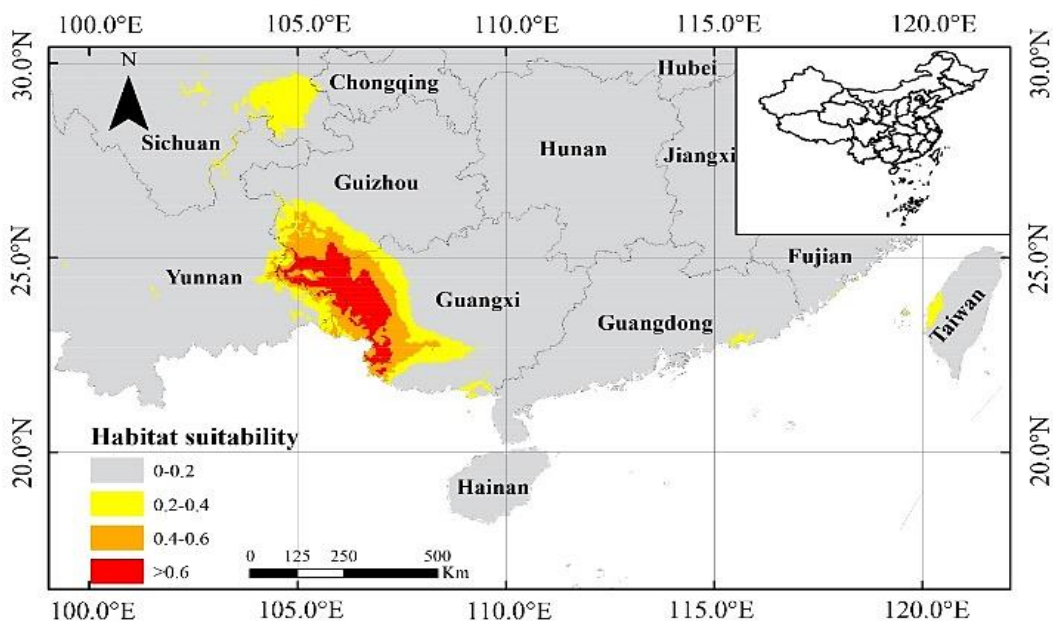 100.0°E 105.0°E 110.0°E 115.0°E 120.0°E
30.0°N
30.0°N
N
Chongqing
Hubei
Sichuan
Hunan
Jiangxi
Guizhou
25.0°N
25.0°N
Yunnan
Fujian
Guangxi
Guangdong
Taiwan
Habitat suitability
20.0°N
20.0°N
0-0.2
Hainan
0.2-0.4
0.4-0.6
0 125 250 500
>0.6
Km
100.0°E 105.0°E 110.0°E 115.0°E 120.0°E